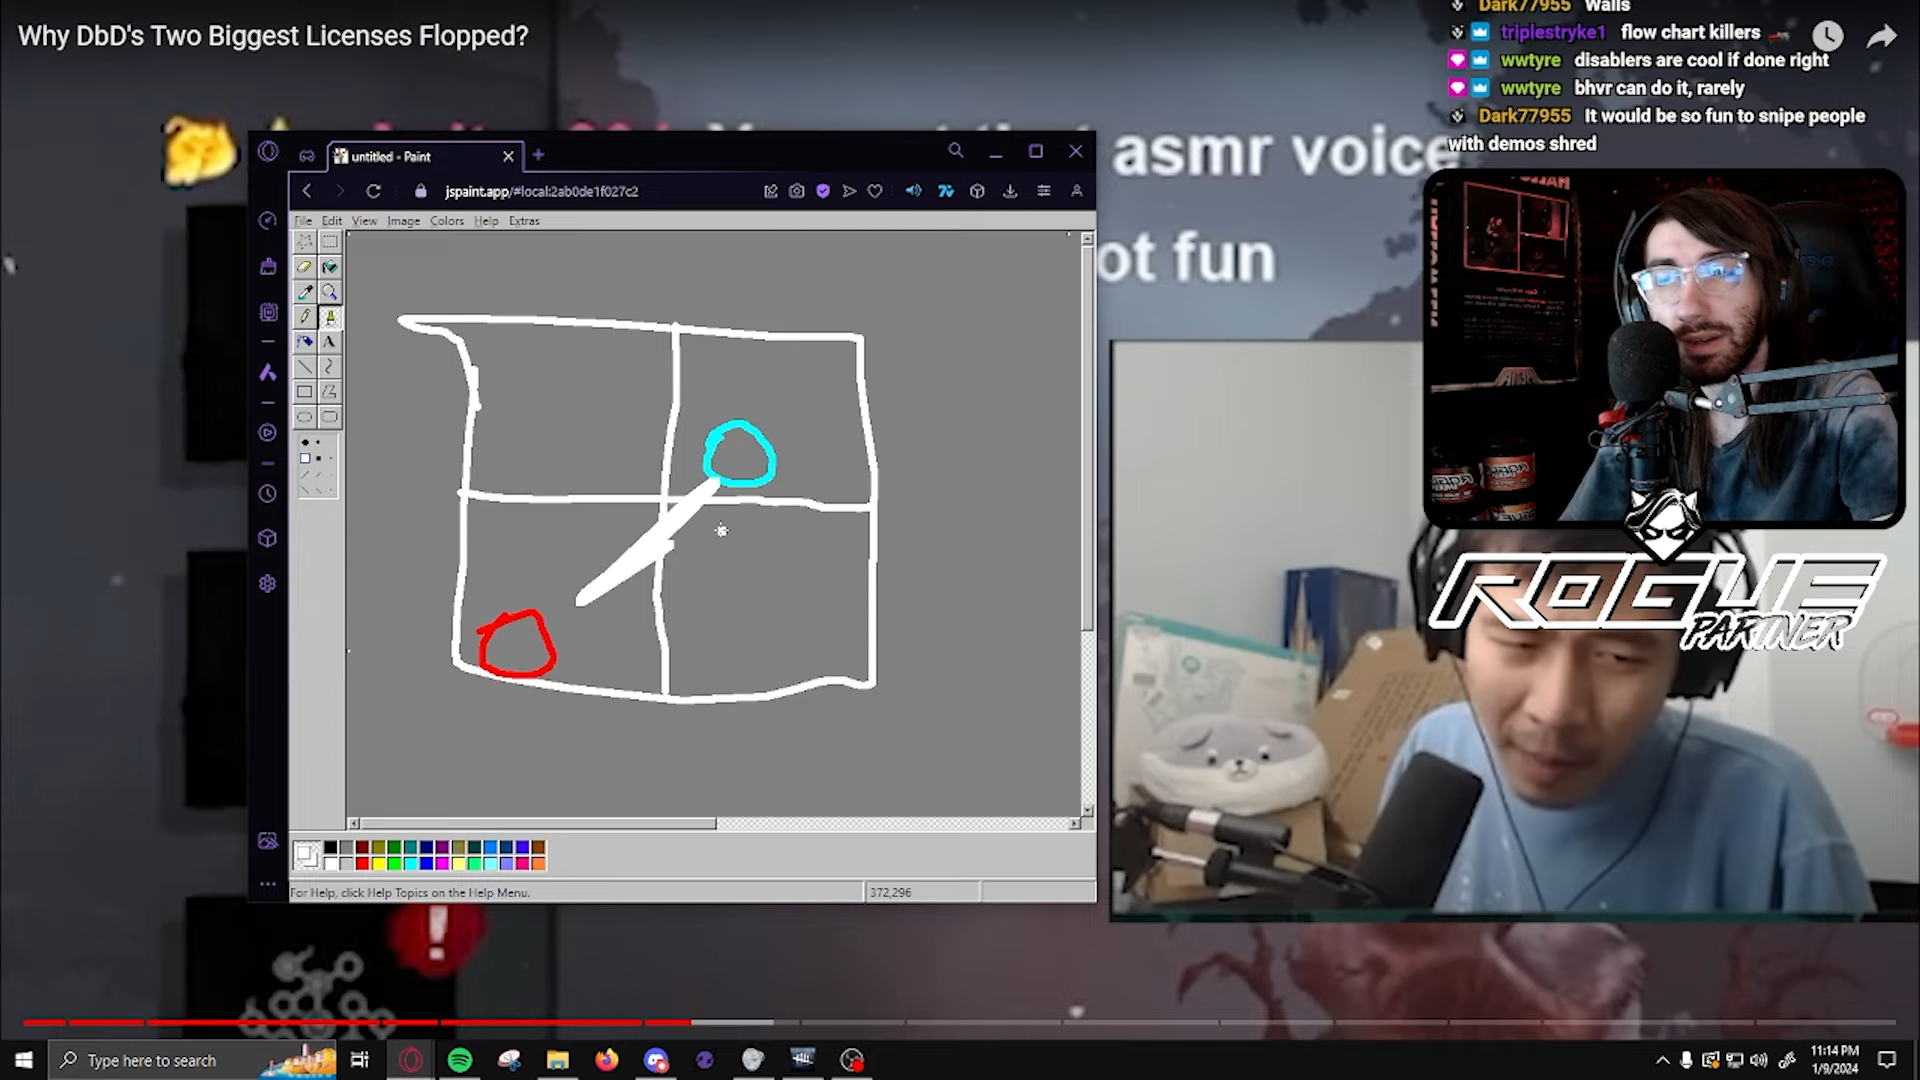 Why DbD's Two Biggest Licenses Flopped?
Dark77955 Walls
triplestryke1 flow chart killers
wwtyre disablers are cool if done right
wwtyre bhvr can do it, rarely
Dark77955 It would be so fun to snipe people
with demos shred
asmr voice
ot fun
untitled - Paint
jspaint.app/#local:2ab0de1f027c2
File Edit View Image Colors Help Extras
A
ROGUE
PARTNER
For Help, click Help Topics on the Help Menu.
372,296
Type here to search
11:14 PM
1/9/2024